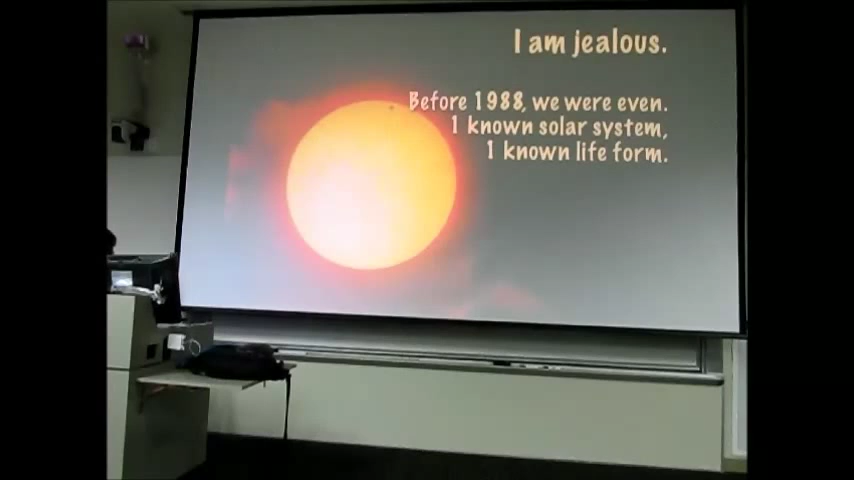 I am jealous.
Before 1988, we were even.
1 known solar system,
1 known life form.